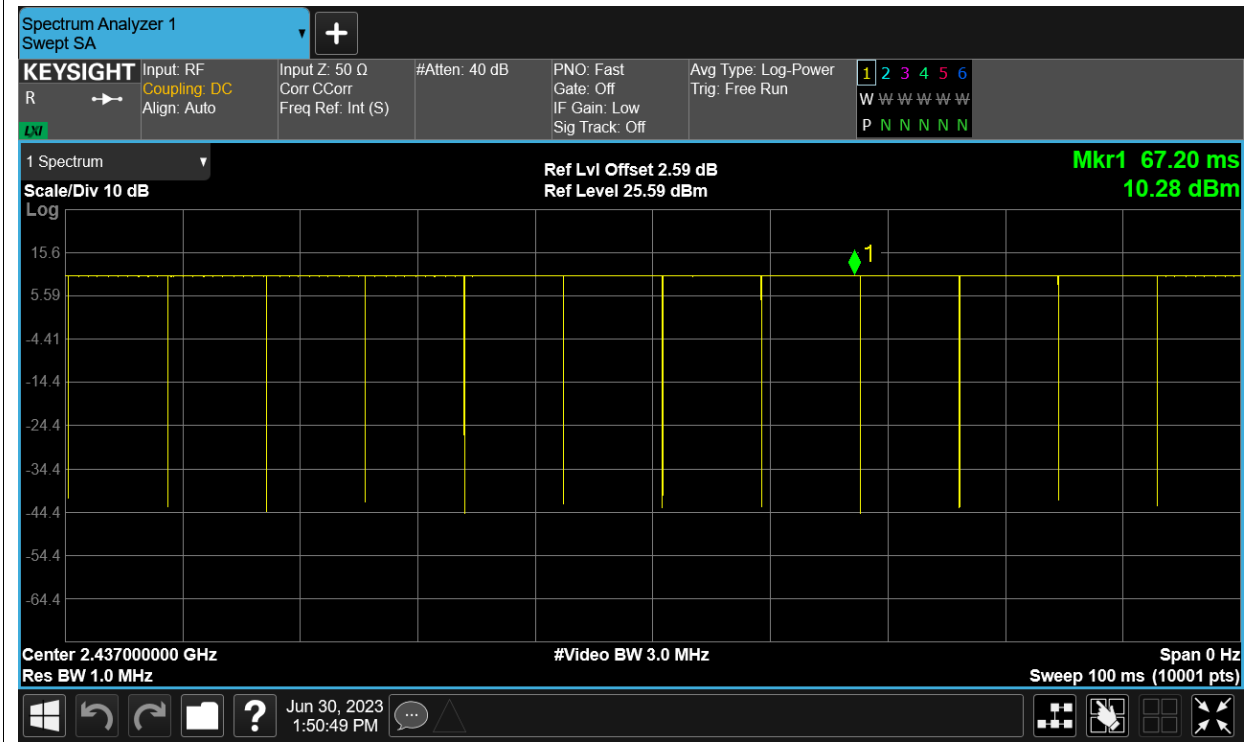 Spectrum Analyzer 1
Swept SA
KEYSIGHT
R
LXI
Input: RF
Coupling: DC
Align: Auto
Input Z: 50 Ω
Corr CCorr
Freq Ref: Int (S)
#Atten: 40 dB
PNO: Fast
Gate: Off
IF Gain: Low
Sig Track: Off
Avg Type: Log-Power
Trig: Free Run
1 2 3 4 5 6
W W W W W W
P N N N N N
1 Spectrum
Scale/Div 10 dB
Log
Ref Lvl Offset 2.59 dB
Ref Level 25.59 dBm
Mkr1 67.20 ms
10.28 dBm
1
15.6
5.59
-4.41
-14.4
-24.4
-34.4
-44.4
-54.4
-64.4
Center 2.437000000 GHz
Res BW 1.0 MHz
#Video BW 3.0 MHz
Span 0 Hz
Sweep 100 ms (10001 pts)
?
Jun 30, 2023
1:50:49 PM